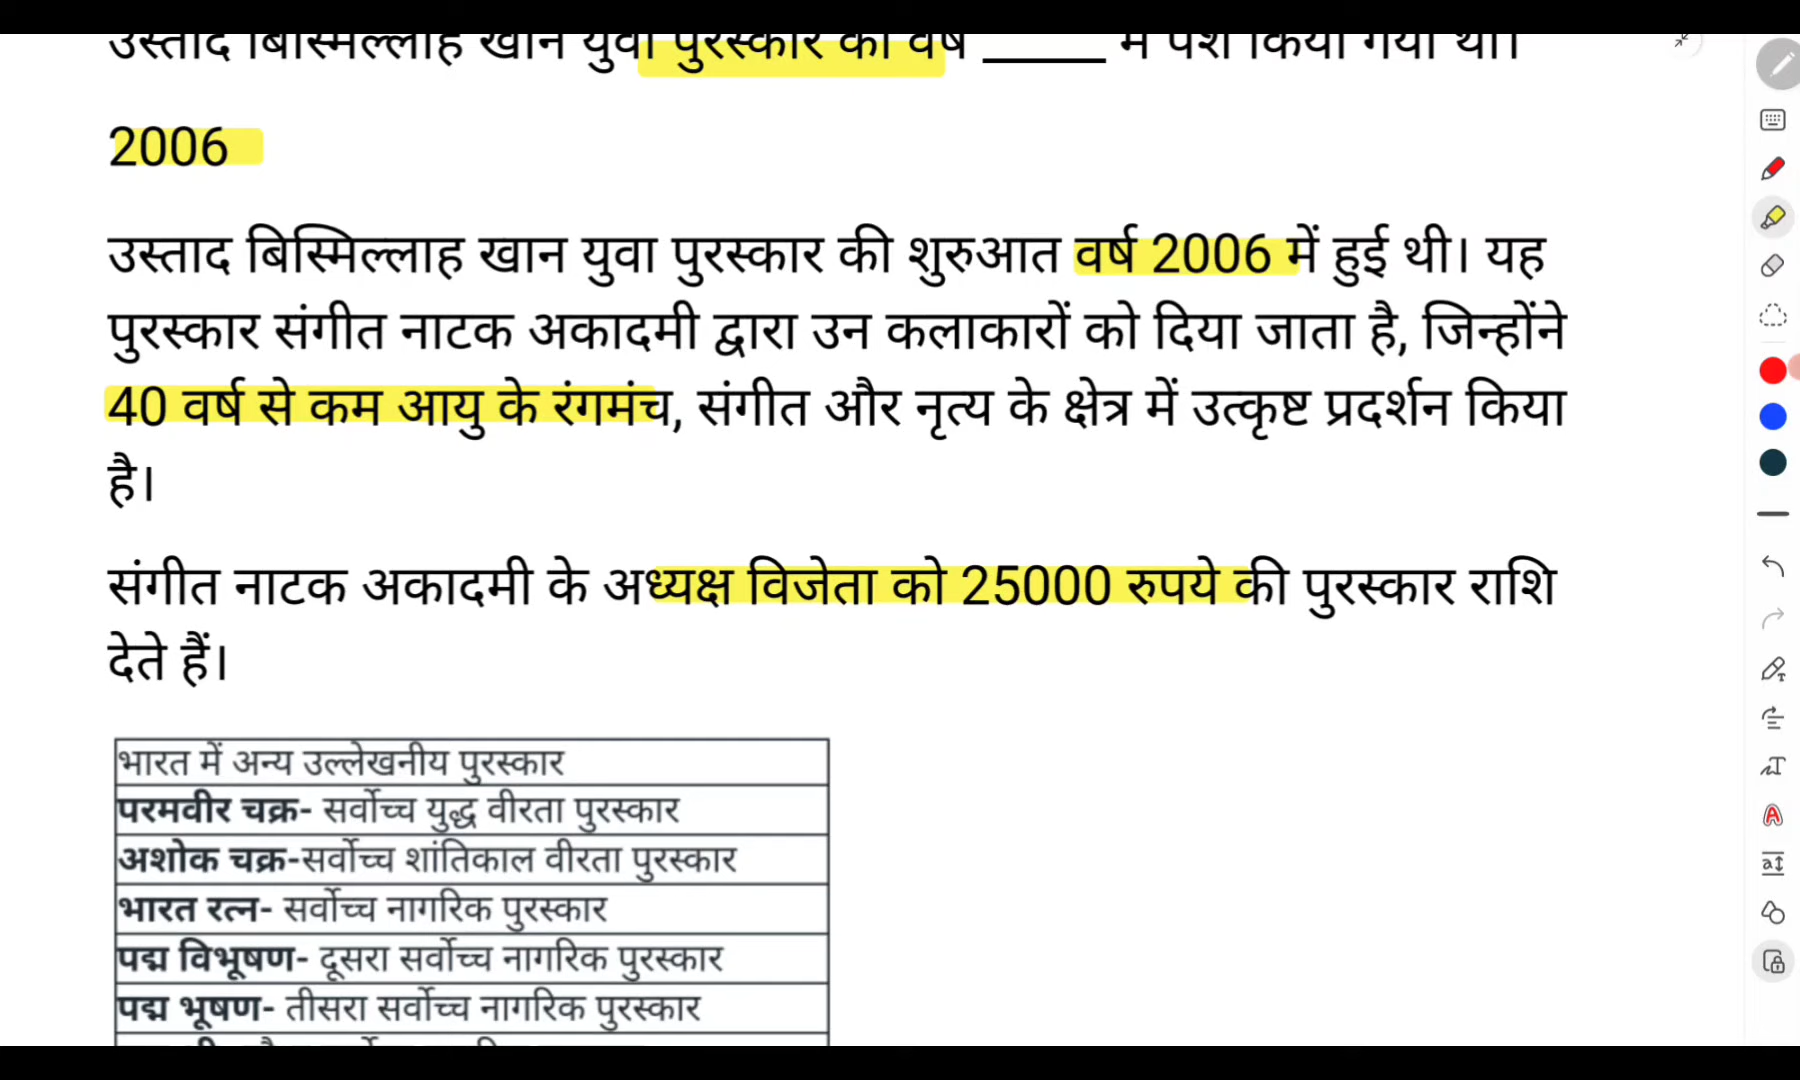 उस्ताद बिस्मिल्लाह खान युवा पुरस्कार को वर्ष _____ में पेश किया गया था।
2006
उस्ताद बिस्मिल्लाह खान युवा पुरस्कार की शुरुआत वर्ष 2006 में हुई थी। यह
पुरस्कार संगीत नाटक अकादमी द्वारा उन कलाकारों को दिया जाता है, जिन्होंने
40 वर्ष से कम आयु के रंगमंच, संगीत और नृत्य के क्षेत्र में उत्कृष्ट प्रदर्शन किया
है।
संगीत नाटक अकादमी के अध्यक्ष विजेता को 25000 रुपये की पुरस्कार राशि
देते हैं।
भारत में अन्य उल्लेखनीय पुरस्कार
परमवीर चक्र- सर्वोच्च युद्ध वीरता पुरस्कार
अशोक चक्र-सर्वोच्च शांतिकाल वीरता पुरस्कार
भारत रत्न- सर्वोच्च नागरिक पुरस्कार
पद्म विभूषण- दूसरा सर्वोच्च नागरिक पुरस्कार
पद्म भूषण- तीसरा सर्वोच्च नागरिक पुरस्कार